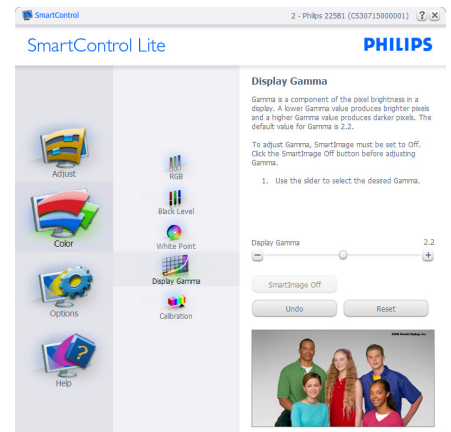 SmartControl
2 - Philips 225B1 (CS30715000001)
?
SmartControl Lite
PHILIPS
Adjust
Color
Options
Help
RGB
Black Level
White Point
Display Gamma
Calibration
Display Gamma
Gamma is a component of the pixel brightness in a
display. A lower Gamma value produces brighter pixels
and a higher Gamma value produces darker pixels. The
default value for Gamma is 2.2.
To adjust Gamma, SmartImage must be set to Off.
Click the SmartImage Off button before adjusting
Gamma.
1. Use the slider to select the desired Gamma.
Display Gamma 2.2
SmartImage Off
Undo Reset